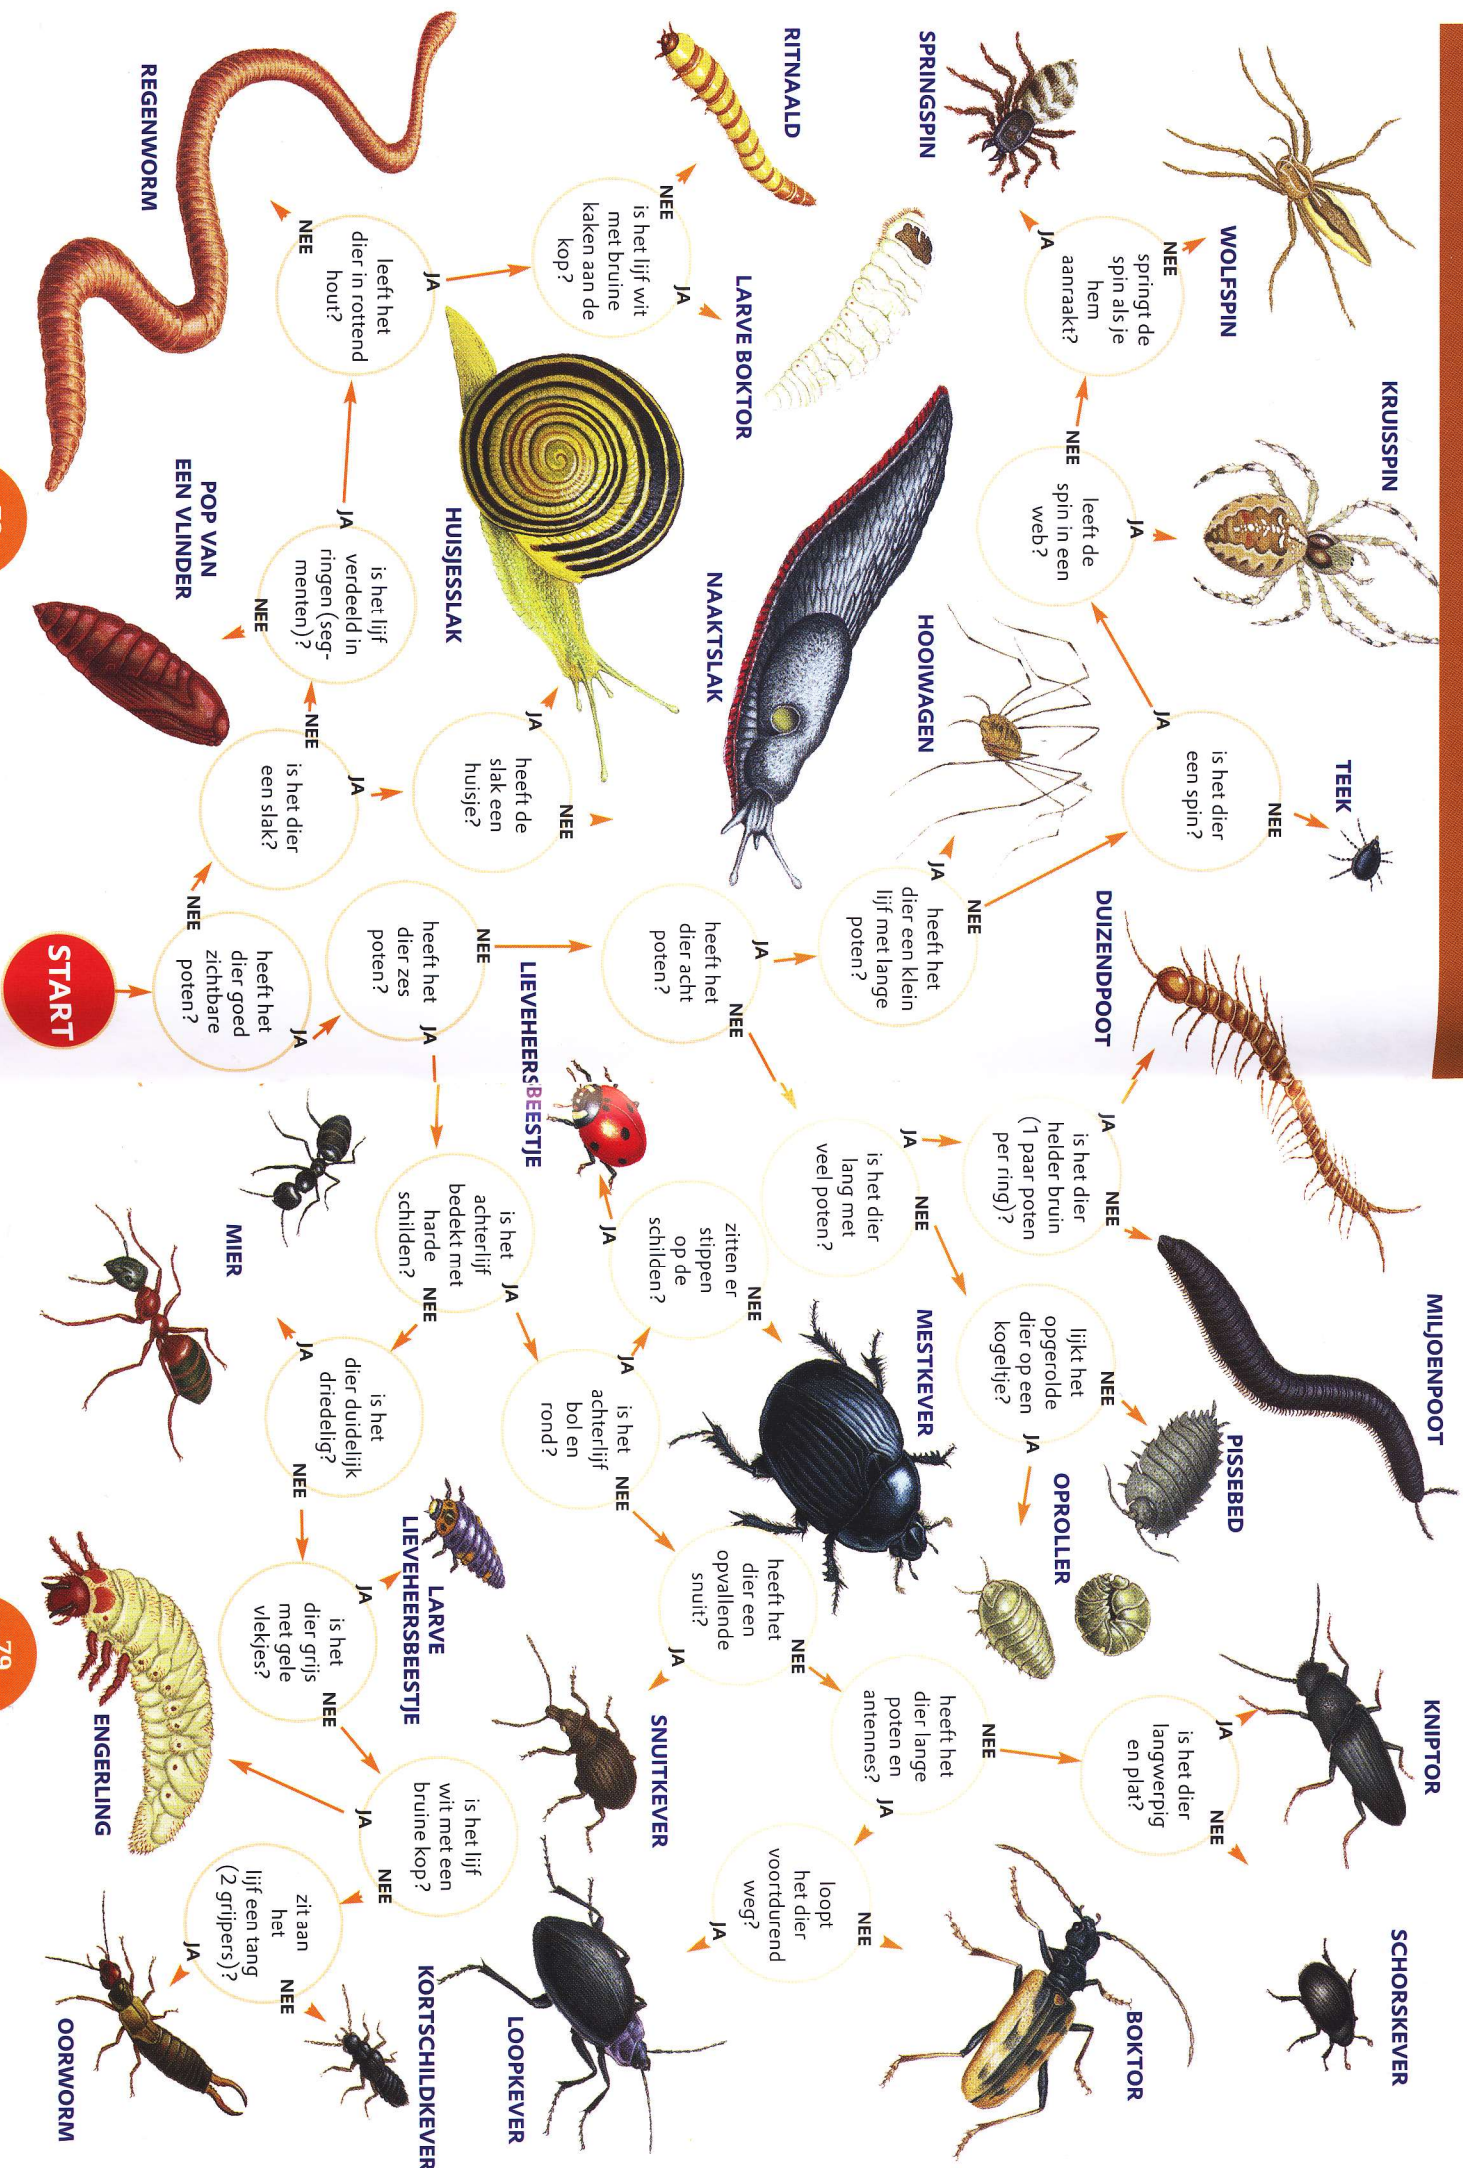 START
heeft het
dier goed
zichtbare
poten?
NEE
JA
is het dier
een slak?
NEE
JA
heeft de
slak een
huisje?
JA
NEE
HUISJESSLAK
NAAKTSLAK
is het lijf
verdeeld in
ringen (seg-
menten)?
JA
NEE
POP VAN
EEN VLINDER
leeft het
dier in rottend
hout?
NEE
JA
REGENWORM
is het lijf wit
met bruine
kaken aan de
kop?
NEE
JA
RITNAALD
LARVE BOKTOR
heeft het
dier zes
poten?
NEE
JA
heeft het
dier acht
poten?
JA
NEE
heeft het
dier een klein
lijf met lange
poten?
JA
NEE
HOOIWAGEN
is het dier
een spin?
JA
NEE
TEEK
leeft de
spin in een
web?
NEE
JA
KRUISSPIN
springt de
spin als je
hem
aanraakt?
NEE
JA
WOLFSPIN
SPRINGSPIN
is het dier
lang met
veel poten?
JA
NEE
is het dier
helder bruin
(1 paar poten
per ring)?
JA
NEE
DUIZENDPOOT
MILJOENPOOT
lijkt het
opgerolde
dier op een
kogeltje?
NEE
JA
PISSEBED
OPROLLER
is het
achterlijf
bedekt met
harde
schilden?
JA
NEE
is het
achterlijf
bol en
rond?
JA
NEE
zitten er
stippen
op de
schilden?
JA
NEE
LIEVEHEERSBEESTJE
MESTKEVER
heeft het
dier een
opvallende
snuit?
NEE
JA
SNUITKEVER
heeft het
dier lange
poten en
antennes?
NEE
JA
is het dier
langwerpig
en plat?
JA
NEE
KNIPTOR
SCHORSKEVER
loopt
het dier
voortdurend
weg?
NEE
JA
BOKTOR
LOOPKEVER
is het
dier duidelijk
driedelig?
JA
NEE
MIER
is het
dier grijs
met gele
vlekjes?
JA
NEE
LARVE
LIEVEHEERSBEESTJE
is het lijf
wit met een
bruine kop?
JA
NEE
ENGERLING
zit aan
het
lijf een tang
(2 grijpers)?
JA
NEE
OORWORM
KORTSCHILDKEVER
79